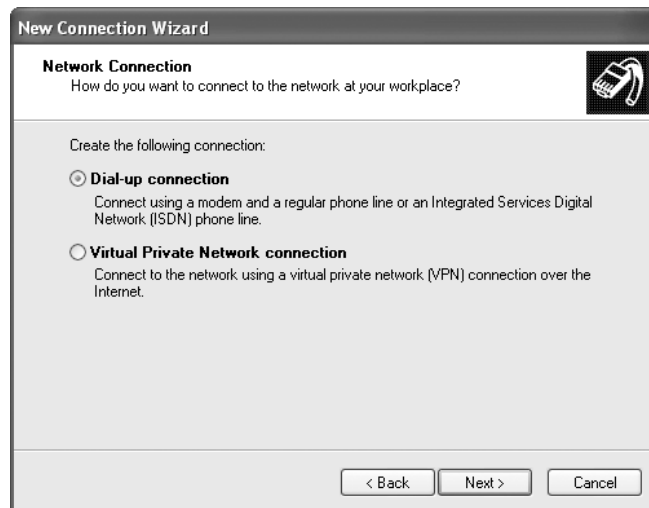 New Connection Wizard
Network Connection
How do you want to connect to the network at your workplace?
Create the following connection:
Dial-up connection
Connect using a modem and a regular phone line or an Integrated Services Digital
Network (ISDN) phone line.
Virtual Private Network connection
Connect to the network using a virtual private network (VPN) connection over the
Internet.
< Back
Next >
Cancel